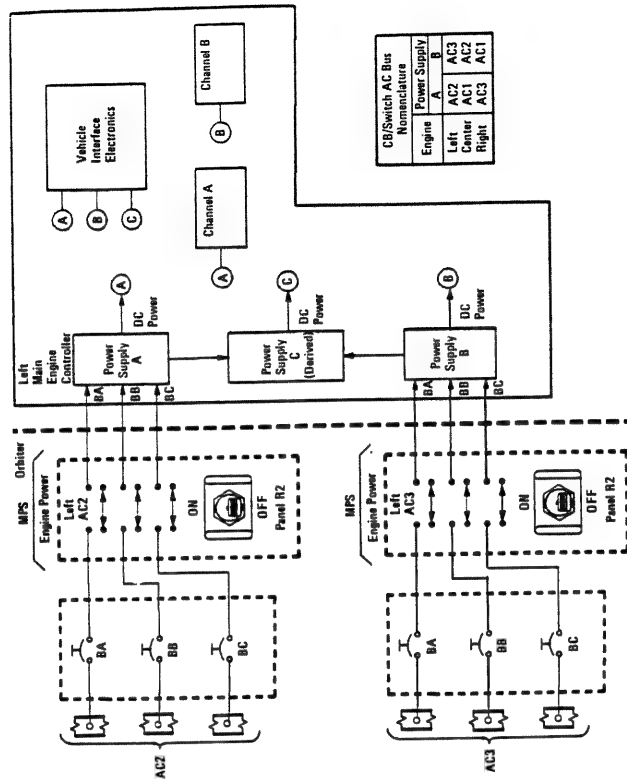 Orbiter
MPS
Engine Power
Left
AC2
ON
OFF
Panel R2
BA
BB
BC
AC2
Left
Main
Engine
Controller
BA
BB
BC
Power
Supply
A
DC
Power
A
Power
Supply
C
(Derived)
DC
Power
C
Power
Supply
B
DC
Power
B
BA
BB
BC
Vehicle
Interface
Electronics
A
B
C
Channel A
A
Channel B
B
MPS
Engine Power
Left
AC3
ON
OFF
Panel R2
BA
BB
BC
AC3
CB/Switch AC Bus
Nomenclature
Engine Power Supply
A B
Left AC2 AC3
Center AC1 AC2
Right AC3 AC1